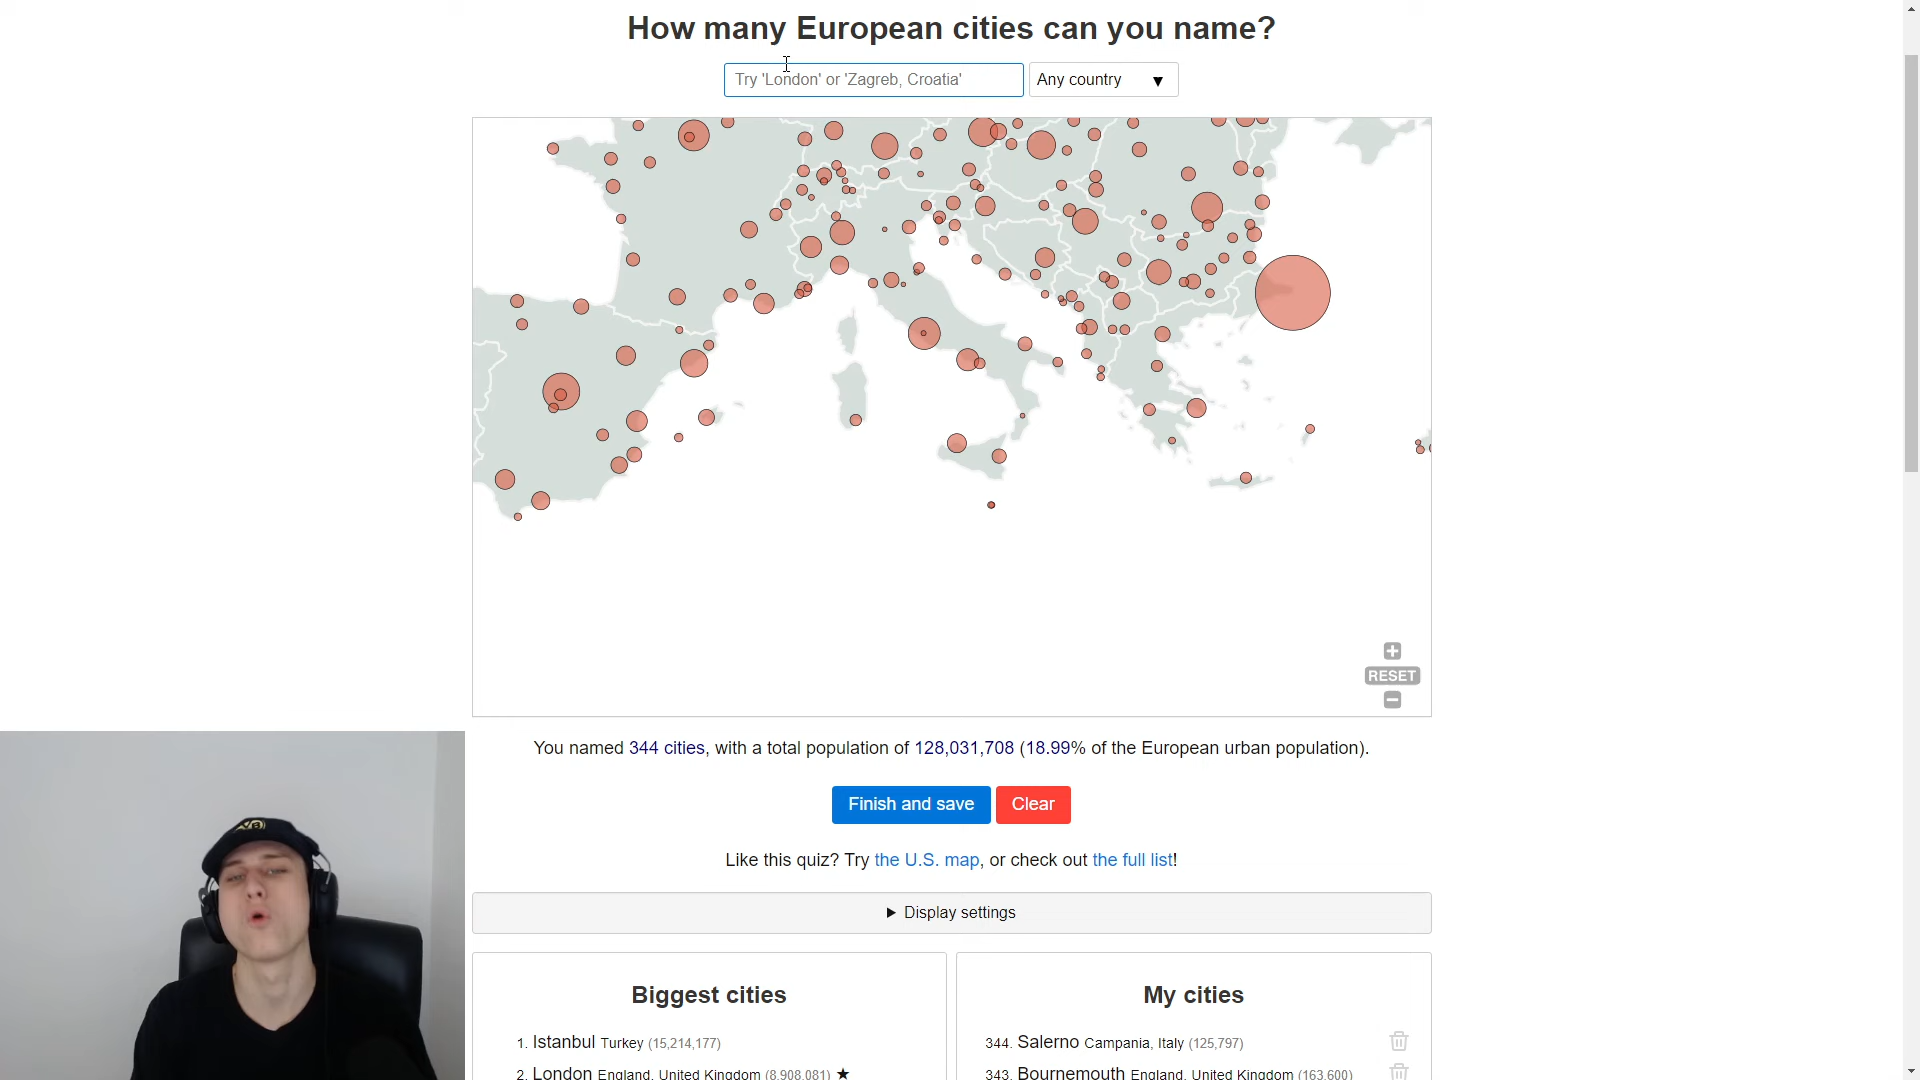 How many European cities can you name?
Try 'London' or 'Zagreb, Croatia'
Any country ▼
RESET
You named 344 cities, with a total population of 128,031,708 (18.99% of the European urban population).
Finish and save
Clear
Like this quiz? Try the U.S. map, or check out the full list!
▶ Display settings
Biggest cities
1. Istanbul Turkey (15,214,177)
2. London England, United Kingdom (8,908,081) ★
My cities
344. Salerno Campania, Italy (125,797)
343. Bournemouth England, United Kingdom (163,600)